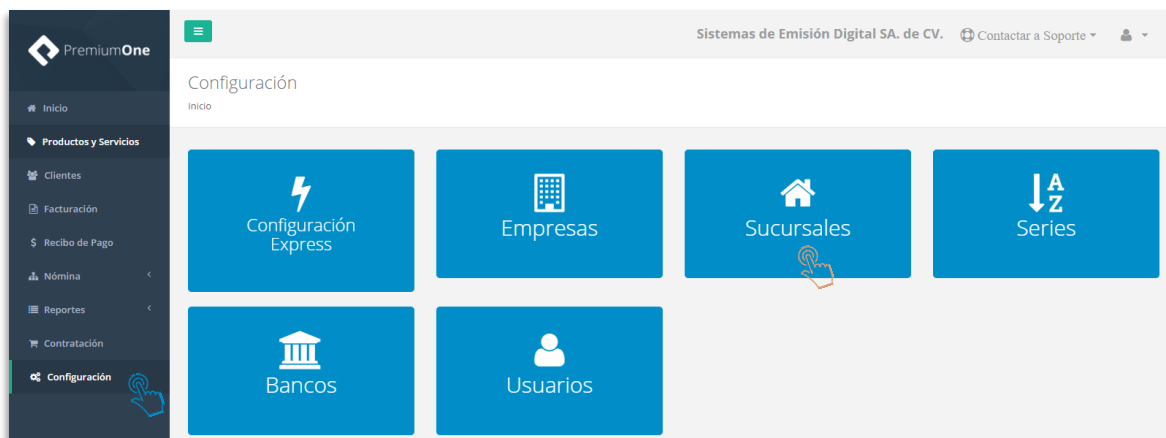 PremiumOne
Sistemas de Emisión Digital SA. de CV.
Contactar a Soporte
Configuración
Inicio
Inicio
Productos y Servicios
Clientes
Facturación
$ Recibo de Pago
Nómina
Reportes
Contratación
Configuración
Configuración
Express
Empresas
Sucursales
A
Z
Series
Bancos
Usuarios